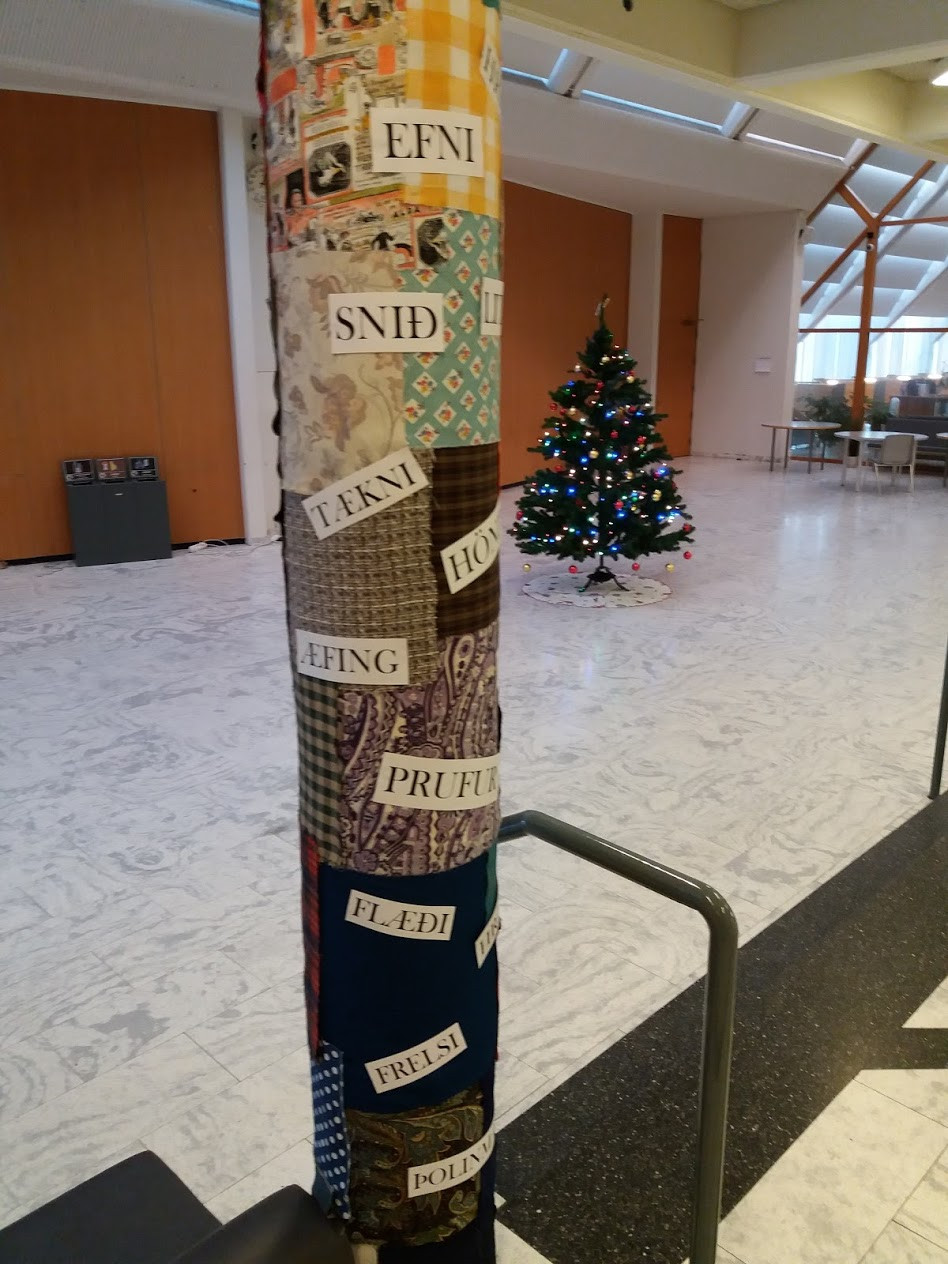 EFNI
SNIÐ
TÆKNI
ÆFING
PRUFUR
FLÆÐI
FRELSI